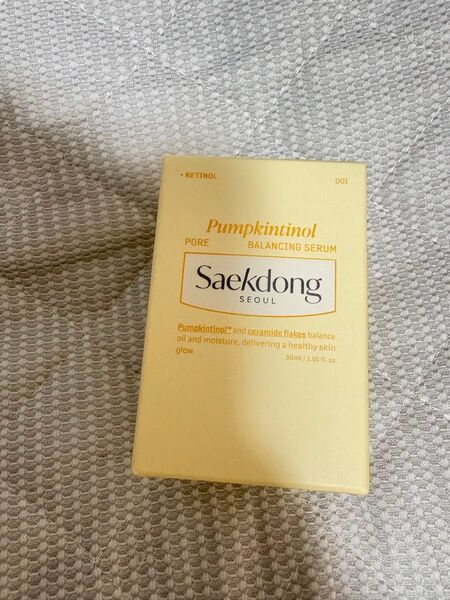 • RETINOL 001
Pumpkintinol
PORE BALANCING SERUM
Saekdong
SEOUL
Pumpkintinol™ and ceramide flakes balance
oil and moisture, delivering a healthy skin
glow. 30ml / 1.01 fl. oz.